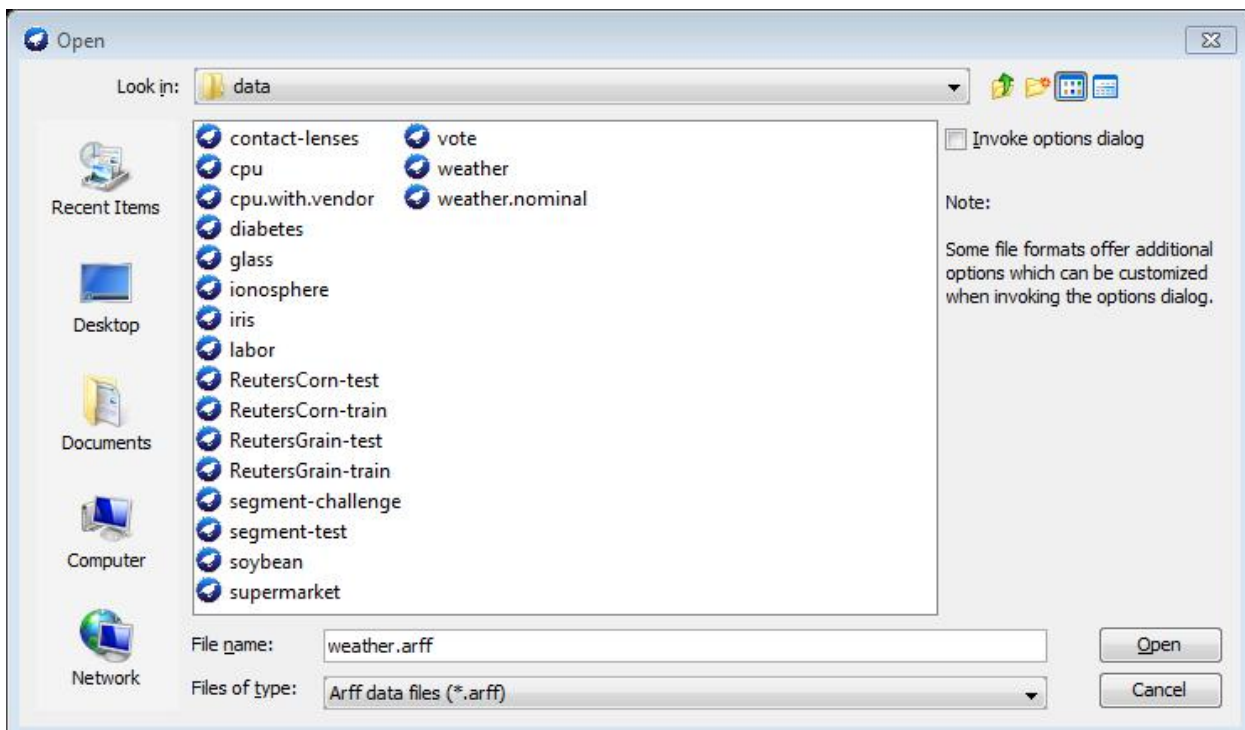 Open
Look in:
data
Recent Items
Desktop
Documents
Computer
Network
contact-lenses
cpu
cpu.with.vendor
diabetes
glass
ionosphere
iris
labor
ReutersCorn-test
ReutersCorn-train
ReutersGrain-test
ReutersGrain-train
segment-challenge
segment-test
soybean
supermarket
vote
weather
weather.nominal
Invoke options dialog
Note:
Some file formats offer additional
options which can be customized
when invoking the options dialog.
File name:
weather.arff
Open
Files of type:
Arff data files (*.arff)
Cancel